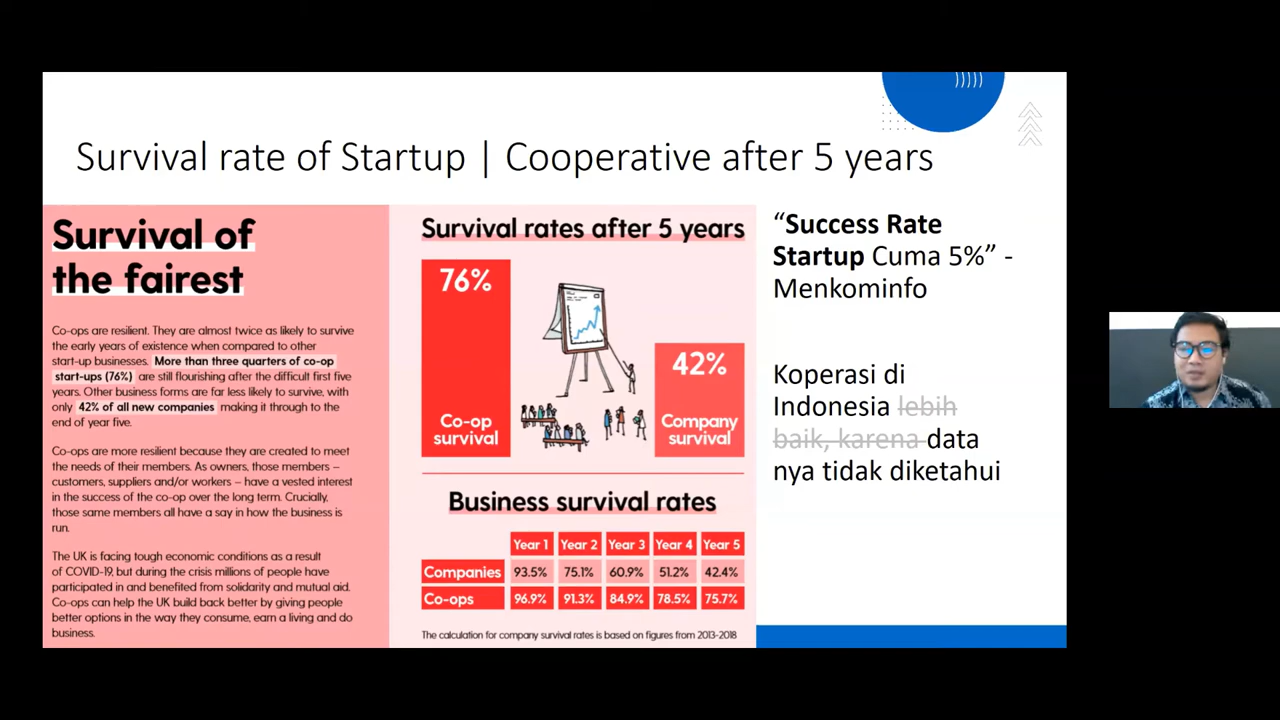 Survival rate of Startup | Cooperative after 5 years
Survival of
the fairest
Co-ops are resilient. They are almost twice as likely to survive
the early years of existence when compared to other
start-up businesses. More than three quarters of co-op
start-ups (76%) are still flourishing after the difficult first five
years. Other business forms are far less likely to survive, with
only 42% of all new companies making it through to the
end of year five.
Co-ops are more resilient because they are created to meet
the needs of their members. As owners, those members –
customers, suppliers and/or workers – have a vested interest
in the success of the co-op over the long term. Crucially,
those same members all have a say in how the business is
run.
The UK is facing tough economic conditions as a result
of COVID-19, but during the crisis millions of people have
participated in and benefited from solidarity and mutual aid.
Co-ops can help the UK build back better by giving people
better options in the way they consume, earn a living and do
business.
Survival rates after 5 years
76%
Co-op
survival
42%
Company
survival
Business survival rates
Year 1 Year 2 Year 3 Year 4 Year 5
Companies 93.5% 75.1% 60.9% 51.2% 42.4%
Co-ops 96.9% 91.3% 84.9% 78.5% 75.7%
The calculation for company survival rates is based on figures from 2013-2018
“Success Rate
Startup Cuma 5%” -
Menkominfo
Koperasi di
Indonesia lebih
baik, karena data
nya tidak diketahui